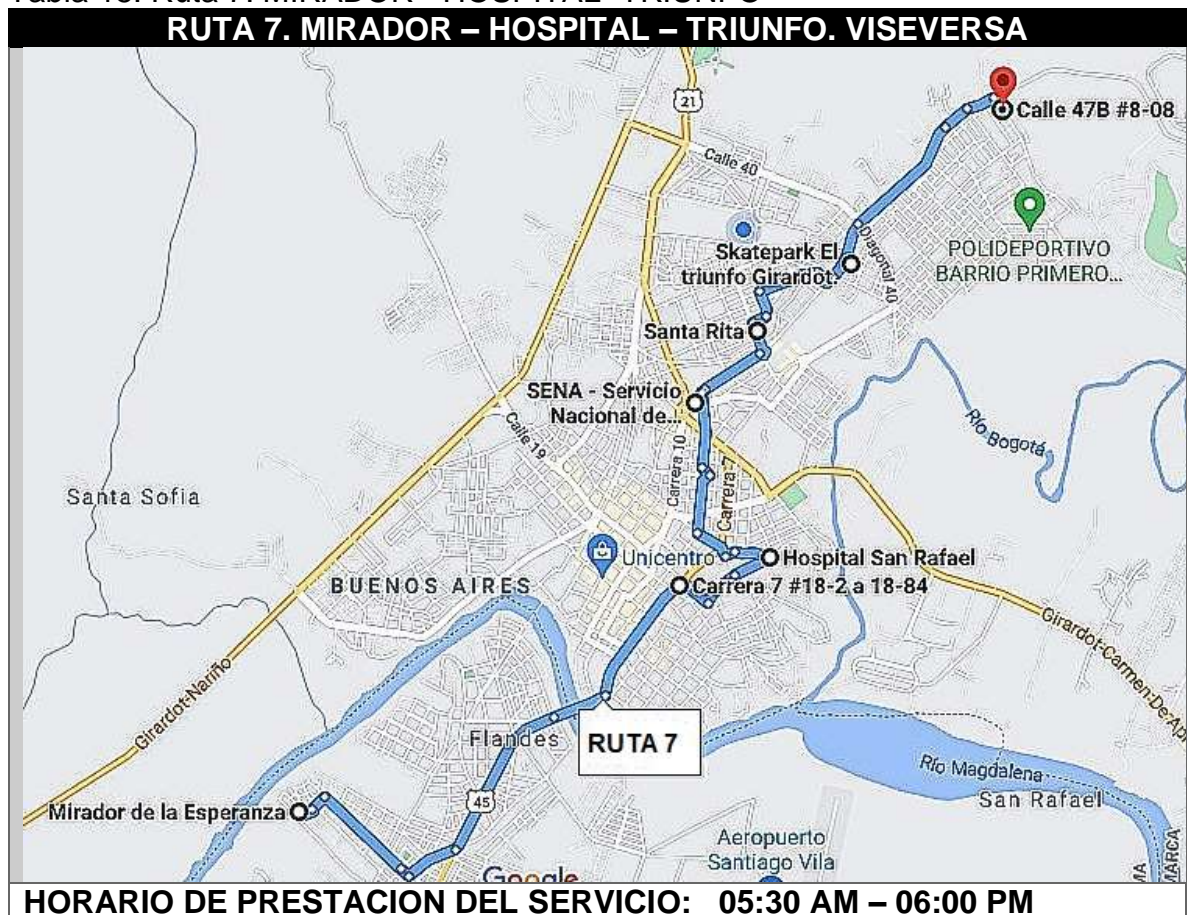 RUTA 7. MIRADOR – HOSPITAL – TRIUNFO. VISEVERSA
21
Calle 47B #8-08
Calle 40
POLIDEPORTIVO
BARRIO PRIMERO...
Skatepark El
triunfo Girardot.
Diagonal 40
Santa Rita
SENA - Servicio
Nacional de...
Río Bogotá
Calle 19
Carrera 10
Carrera 7
Santa Sofia
Unicentro
Hospital San Rafael
BUENOS AIRES
Carrera 7 #18-2 a 18-84
Girardot-Carmen-De-Api
Girardot-Nariño
Flandes
RUTA 7
Río Magdalena
San Rafael
45
Mirador de la Esperanza
Aeropuerto
Santiago Vila
Google
MA
MARCA
HORARIO DE PRESTACION DEL SERVICIO: 05:30 AM – 06:00 PM